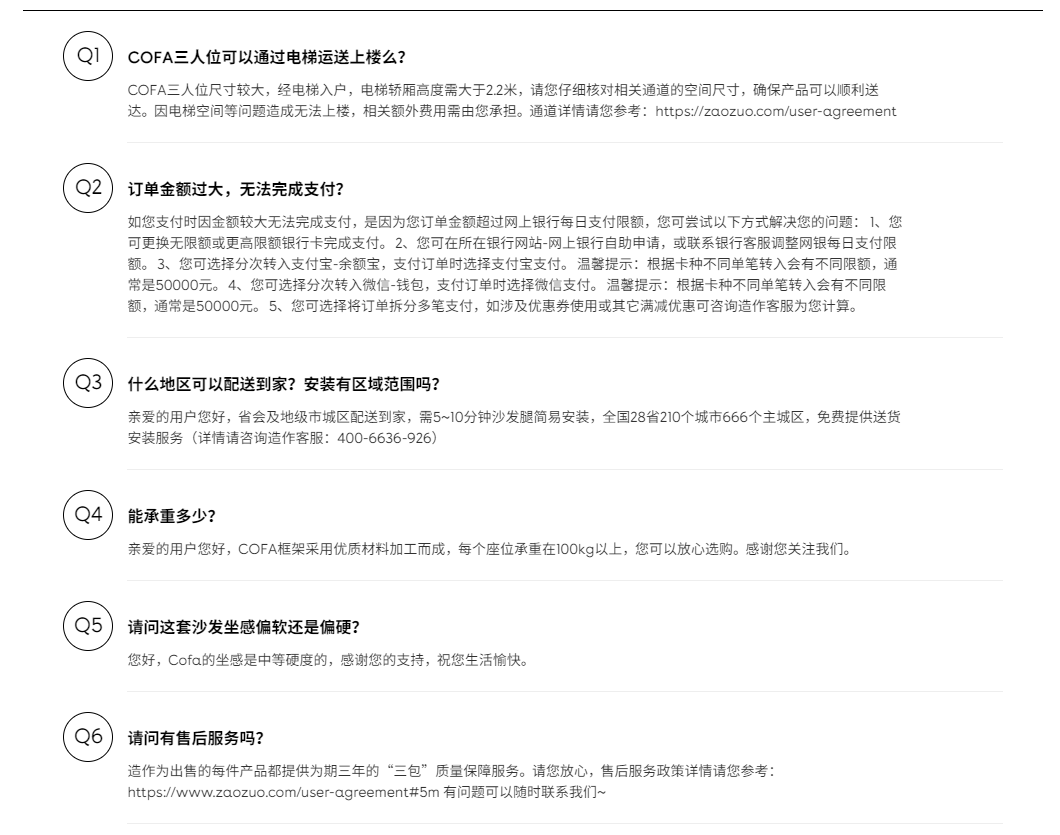 Q1
COFA三人位可以通过电梯运送上楼么？
COFA三人位尺寸较大，经电梯入户，电梯轿厢高度需大于2.2米，请您仔细核对相关通道的空间尺寸，确保产品可以顺利送
达。因电梯空间等问题造成无法上楼，相关额外费用需由您承担。通道详情请您参考：https://zaozuo.com/user-agreement
Q2
订单金额过大，无法完成支付？
如您支付时因金额较大无法完成支付，是因为您订单金额超过网上银行每日支付限额，您可尝试以下方式解决您的问题： 1、您
可更换无限额或更高限额银行卡完成支付。 2、您可在所在银行网站-网上银行自助申请，或联系银行客服调整网银每日支付限
额。 3、您可选择分次转入支付宝-余额宝，支付订单时选择支付宝支付。 温馨提示：根据卡种不同单笔转入会有不同限额，通
常是50000元。 4、您可选择分次转入微信-钱包，支付订单时选择微信支付。 温馨提示：根据卡种不同单笔转入会有不同限
额，通常是50000元。 5、您可选择将订单拆分多笔支付，如涉及优惠券使用或其它满减优惠可咨询造作客服为您计算。
Q3
什么地区可以配送到家？安装有区域范围吗？
亲爱的用户您好，省会及地级市城区配送到家，需5~10分钟沙发腿简易安装，全国28省210个城市666个主城区，免费提供送货
安装服务（详情请咨询造作客服：400-6636-926）
Q4
能承重多少？
亲爱的用户您好，COFA框架采用优质材料加工而成，每个座位承重在100kg以上，您可以放心选购。感谢您关注我们。
Q5
请问这套沙发坐感偏软还是偏硬？
您好，Cofa的坐感是中等硬度的，感谢您的支持，祝您生活愉快。
Q6
请问有售后服务吗？
造作为出售的每件产品都提供为期三年的“三包”质量保障服务。请您放心，售后服务政策详情请您参考：
https://www.zaozuo.com/user-agreement#5m 有问题可以随时联系我们~